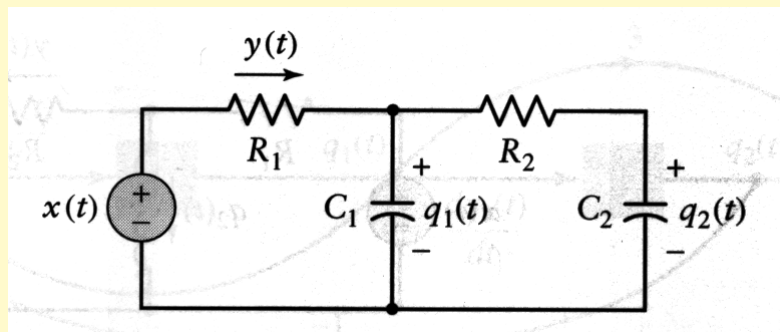 y(t)
R1
R2
+
+
x(t)
+
−
C1
q1(t)
C2
q2(t)
−
−